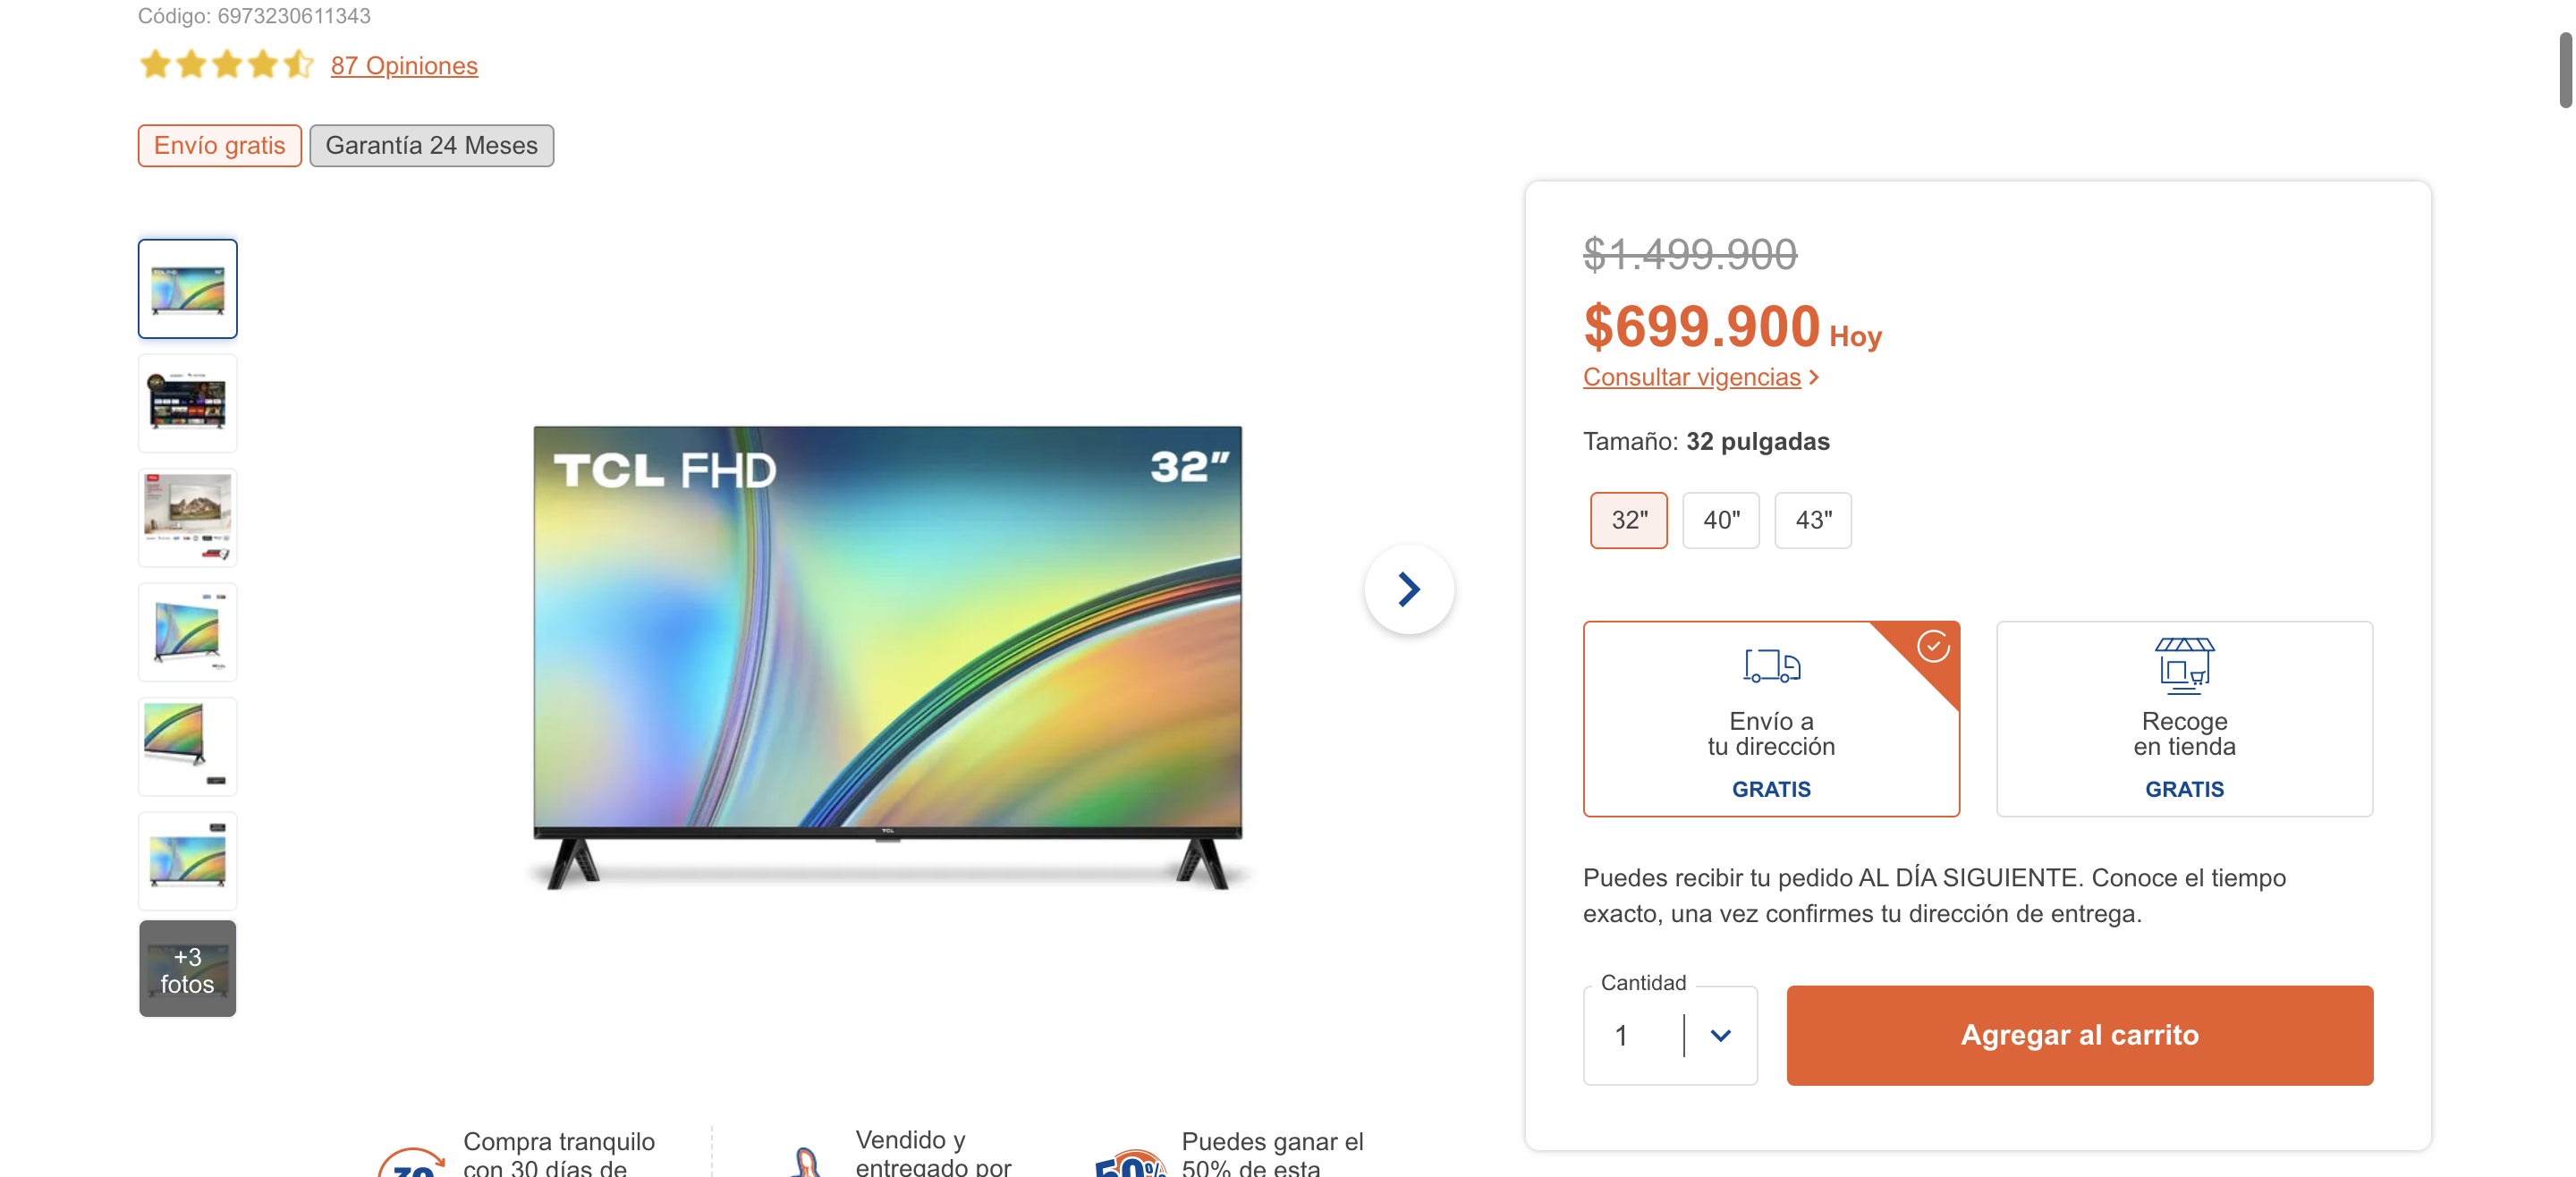 Código: 6973230611343
87 Opiniones
Envío gratis
Garantía 24 Meses
+3
fotos
TCL FHD
32"
TCL
$1.499.900
$699.900 Hoy
Consultar vigencias
Tamaño: 32 pulgadas
32"
40"
43"
Envío a
tu dirección
GRATIS
Recoge
en tienda
GRATIS
Puedes recibir tu pedido AL DÍA SIGUIENTE. Conoce el tiempo
exacto, una vez confirmes tu dirección de entrega.
Cantidad
1
Agregar al carrito
Compra tranquilo
con 30 días de
Vendido y
entregado por
50%
Puedes ganar el
50% de esta